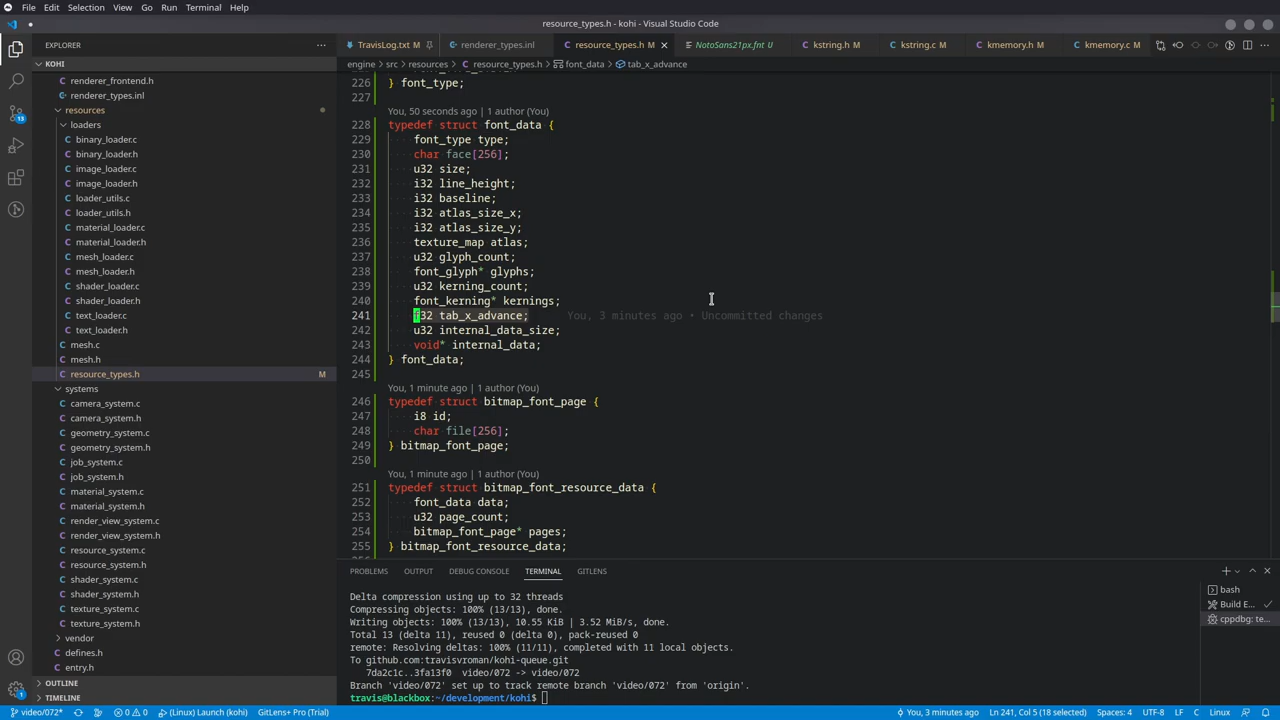 File Edit Selection View Go Run Terminal Help
resource_types.h - kohi - Visual Studio Code
EXPLORER
TravisLog.txt
renderer_types.inl
resource_types.h M
NotoSans21px.fnt U
kstring.h
kstring.c
kmemory.h
kmemory.c
KOHI
engine > src > resources > resource_types.h > font_data > tab_x_advance
renderer_frontend.h
renderer_types.inl
resources
loaders
binary_loader.c
binary_loader.h
image_loader.c
image_loader.h
loader_utils.c
loader_utils.h
material_loader.c
material_loader.h
mesh_loader.c
mesh_loader.h
shader_loader.c
shader_loader.h
text_loader.c
text_loader.h
mesh.c
mesh.h
resource_types.h M
systems
camera_system.c
camera_system.h
geometry_system.c
geometry_system.h
job_system.c
job_system.h
material_system.c
material_system.h
render_view_system.c
render_view_system.h
resource_system.c
resource_system.h
shader_system.c
shader_system.h
texture_system.c
texture_system.h
vendor
defines.h
entry.h
OUTLINE
TIMELINE
226 } font_type;
227
You, 50 seconds ago | 1 author (You)
228 typedef struct font_data {
229 font_type type;
230 char face[256];
231 u32 size;
232 i32 line_height;
233 i32 baseline;
234 i32 atlas_size_x;
235 i32 atlas_size_y;
236 texture_map atlas;
237 u32 glyph_count;
238 font_glyph* glyphs;
239 u32 kerning_count;
240 font_kerning* kernings;
241 f32 tab_x_advance; You, 3 minutes ago • Uncommitted changes
242 u32 internal_data_size;
243 void* internal_data;
244 } font_data;
245
You, 1 minute ago | 1 author (You)
246 typedef struct bitmap_font_page {
247 i8 id;
248 char file[256];
249 } bitmap_font_page;
250
You, 1 minute ago | 1 author (You)
251 typedef struct bitmap_font_resource_data {
252 font_data data;
253 u32 page_count;
254 bitmap_font_page* pages;
255 } bitmap_font_resource_data;
PROBLEMS OUTPUT DEBUG CONSOLE TERMINAL GITLENS
Delta compression using up to 32 threads
Compressing objects: 100% (13/13), done.
Writing objects: 100% (13/13), 10.55 KiB | 3.52 MiB/s, done.
Total 13 (delta 11), reused 0 (delta 0), pack-reused 0
remote: Resolving deltas: 100% (11/11), completed with 11 local objects.
To github.com:travisvroman/kohi-queue.git
7da2c1c..3fa13f0 video/072 -> video/072
Branch 'video/072' set up to track remote branch 'video/072' from 'origin'.
travis@blackbox:~/development/kohi$
bash
Build E...
cppdbg: te...
13
1
video/072* 0 0 (Linux) Launch (kohi) GitLens+ Pro (Trial) You, 3 minutes ago Ln 241, Col 5 (18 selected) Spaces: 4 UTF-8 LF C Linux